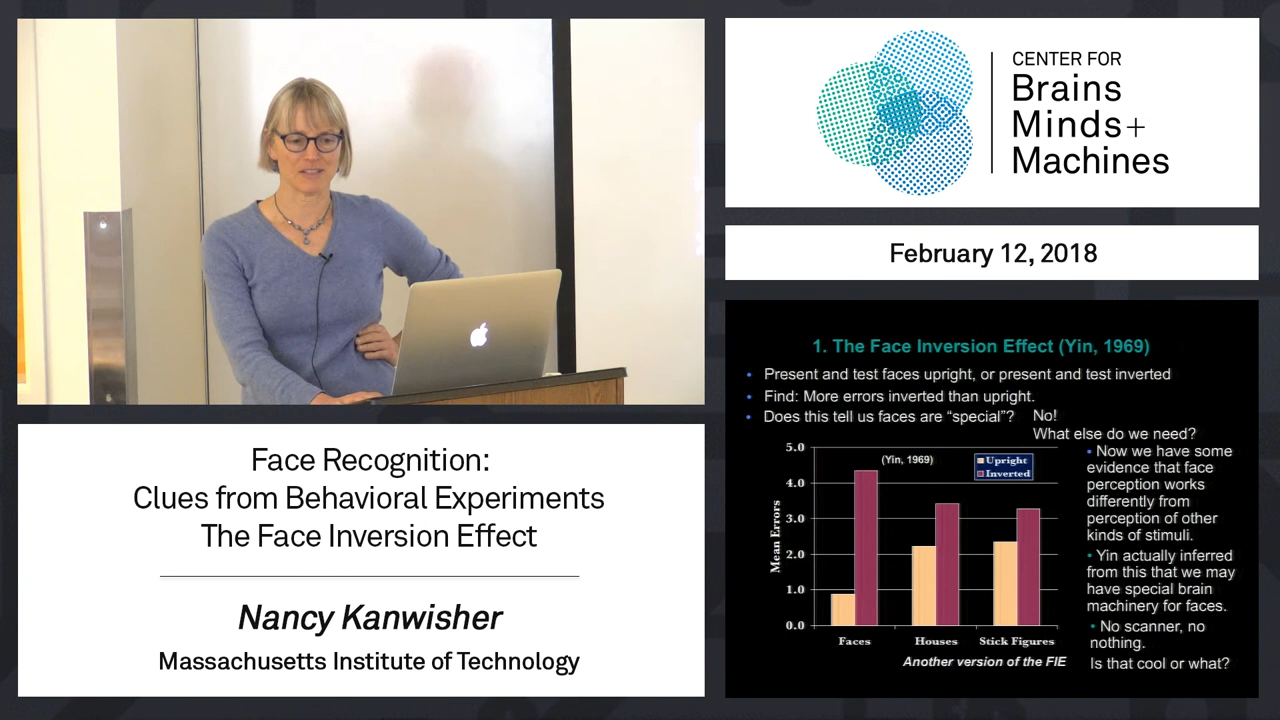 CENTER FOR
Brains
Minds+
Machines
February 12, 2018
Face Recognition:
Clues from Behavioral Experiments
The Face Inversion Effect
Nancy Kanwisher
Massachusetts Institute of Technology
1. The Face Inversion Effect (Yin, 1969)
• Present and test faces upright, or present and test inverted
• Find: More errors inverted than upright.
• Does this tell us faces are “special”? No!
What else do we need?
5.0
4.0
3.0
2.0
1.0
0.0
Mean Errors
(Yin, 1969)
Upright
Inverted
Faces Houses Stick Figures
Another version of the FIE
• Now we have some
evidence that face
perception works
differently from
perception of other
kinds of stimuli.
• Yin actually inferred
from this that we may
have special brain
machinery for faces.
• No scanner, no
nothing.
Is that cool or what?